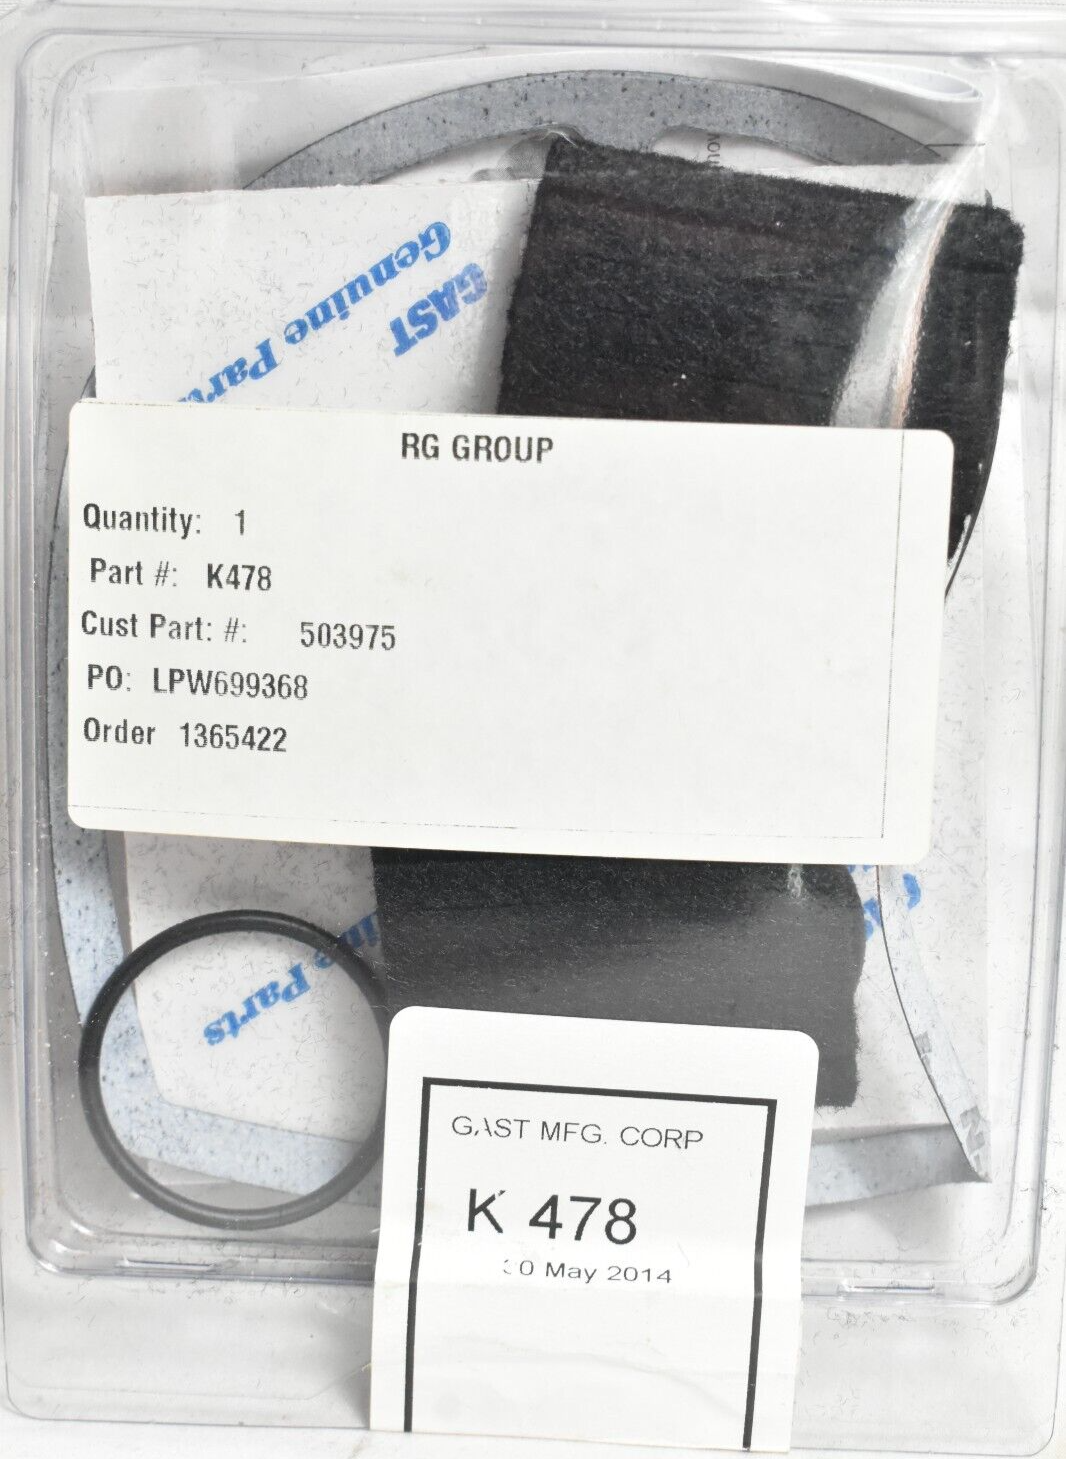 GAST
Genuine Parts
RG GROUP
Quantity: 1
Part #: K478
Cust Part: #: 503975
PO: LPW699368
Order 1365422
Parts
GAST MFG. CORP
K 478
May 2014